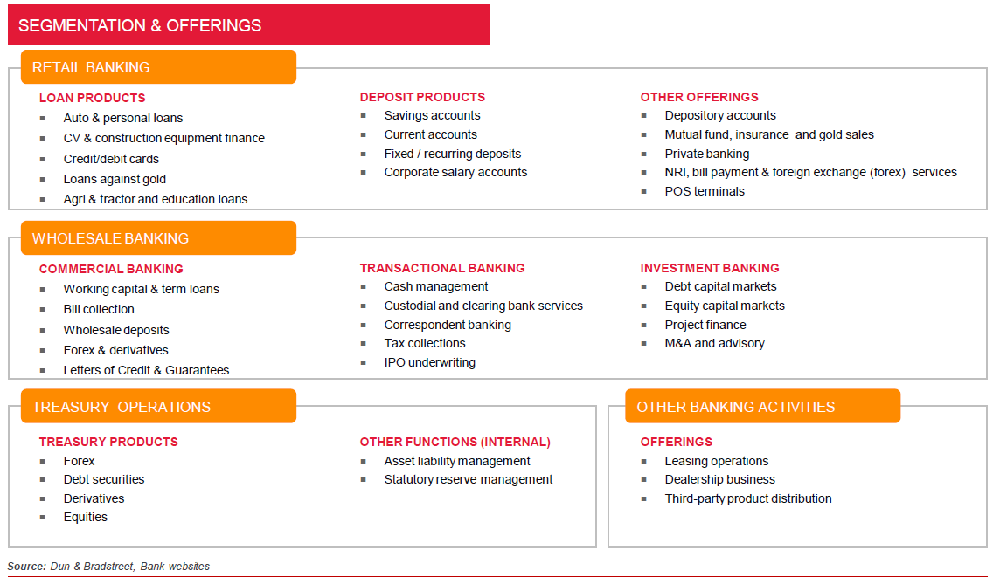 SEGMENTATION & OFFERINGS
RETAIL BANKING
LOAN PRODUCTS
Auto & personal loans
CV & construction equipment finance
Credit/debit cards
Loans against gold
Agri & tractor and education loans
DEPOSIT PRODUCTS
Savings accounts
Current accounts
Fixed / recurring deposits
Corporate salary accounts
OTHER OFFERINGS
Depository accounts
Mutual fund, insurance and gold sales
Private banking
NRI, bill payment & foreign exchange (forex) services
POS terminals
WHOLESALE BANKING
COMMERCIAL BANKING
Working capital & term loans
Bill collection
Wholesale deposits
Forex & derivatives
Letters of Credit & Guarantees
TRANSACTIONAL BANKING
Cash management
Custodial and clearing bank services
Correspondent banking
Tax collections
IPO underwriting
INVESTMENT BANKING
Debt capital markets
Equity capital markets
Project finance
M&A and advisory
TREASURY OPERATIONS
TREASURY PRODUCTS
Forex
Debt securities
Derivatives
Equities
OTHER FUNCTIONS (INTERNAL)
Asset liability management
Statutory reserve management
OTHER BANKING ACTIVITIES
OFFERINGS
Leasing operations
Dealership business
Third-party product distribution
Source: Dun & Bradstreet, Bank websites